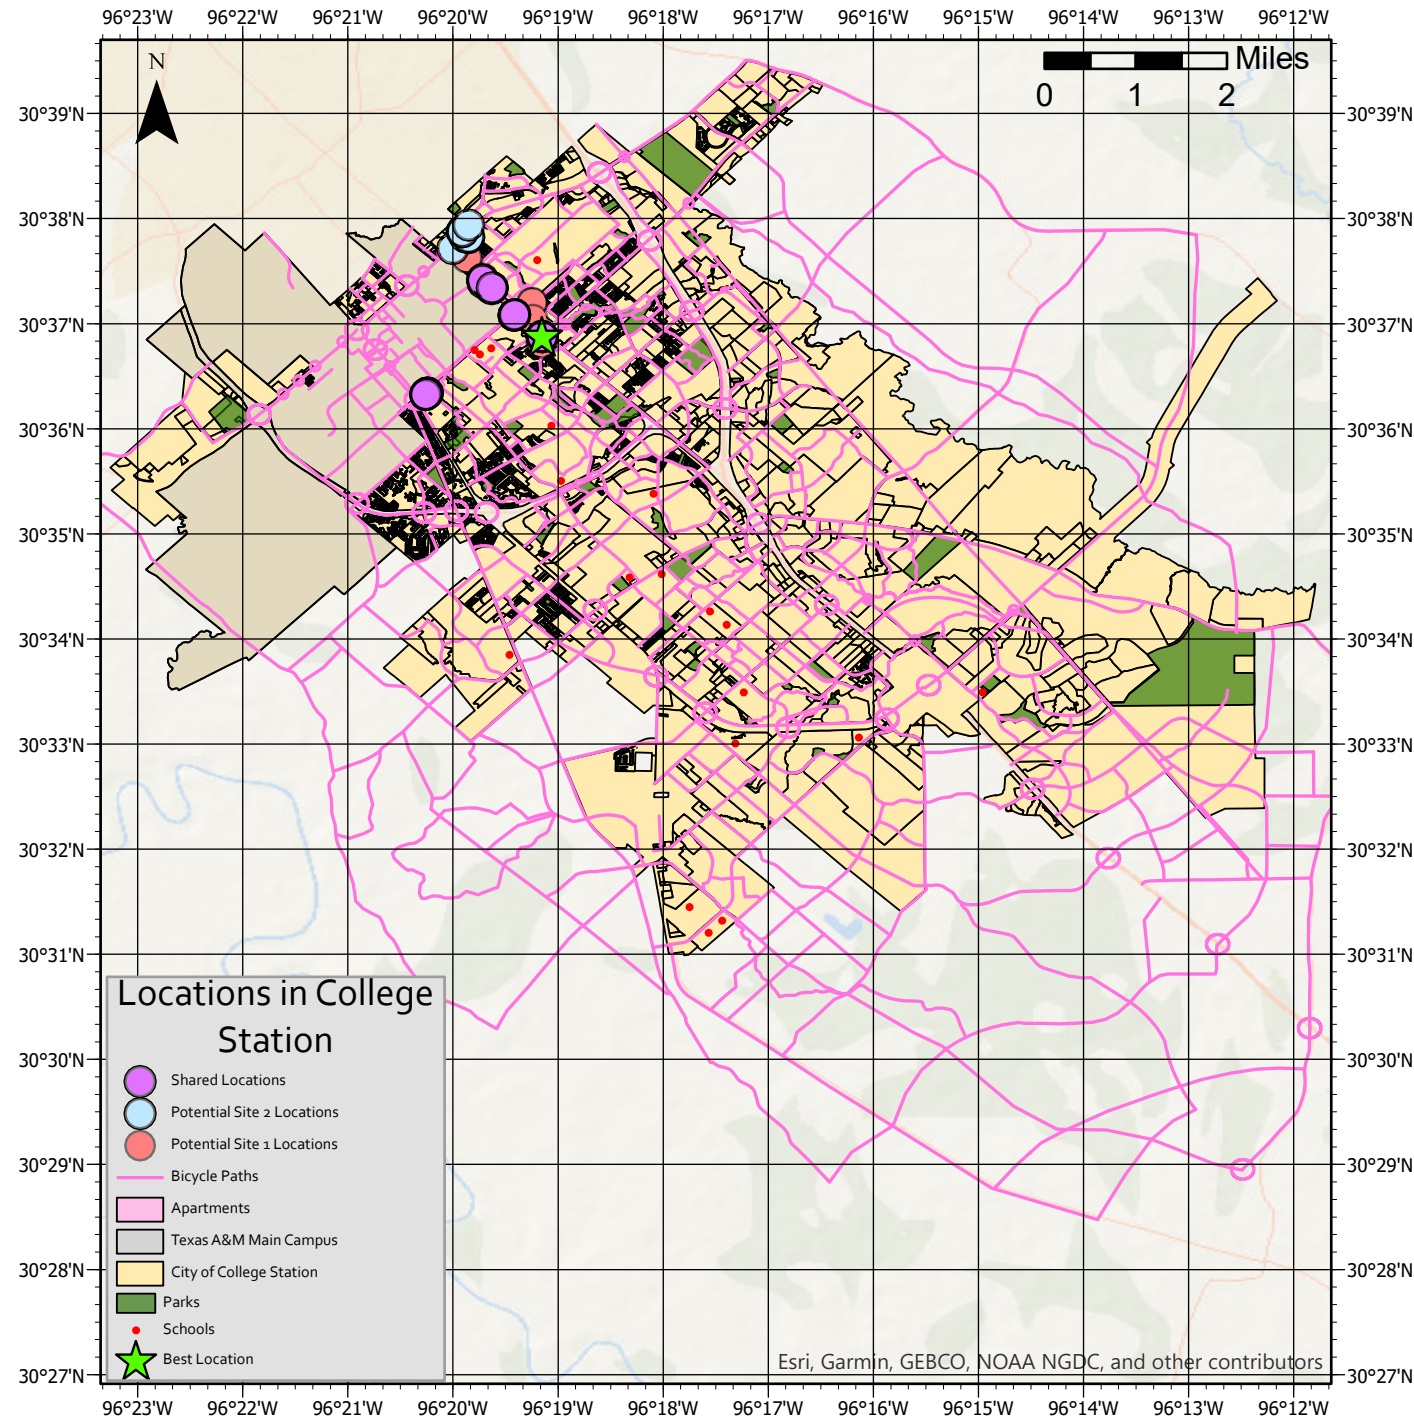 96°23'W 96°22'W 96°21'W 96°20'W 96°19'W 96°18'W 96°17'W 96°16'W 96°15'W 96°14'W 96°13'W 96°12'W
N
Miles
0 1 2
30°39'N 30°39'N
30°38'N 30°38'N
30°37'N 30°37'N
30°36'N 30°36'N
30°35'N 30°35'N
30°34'N 30°34'N
30°33'N 30°33'N
30°32'N 30°32'N
30°31'N 30°31'N
Locations in College
Station
Shared Locations
Potential Site 2 Locations
Potential Site 1 Locations
Bicycle Paths
Apartments
Texas A&M Main Campus
City of College Station
Parks
Schools
Best Location
30°30'N 30°30'N
30°29'N 30°29'N
30°28'N 30°28'N
30°27'N 30°27'N
Esri, Garmin, GEBCO, NOAA NGDC, and other contributors
96°23'W 96°22'W 96°21'W 96°20'W 96°19'W 96°18'W 96°17'W 96°16'W 96°15'W 96°14'W 96°13'W 96°12'W